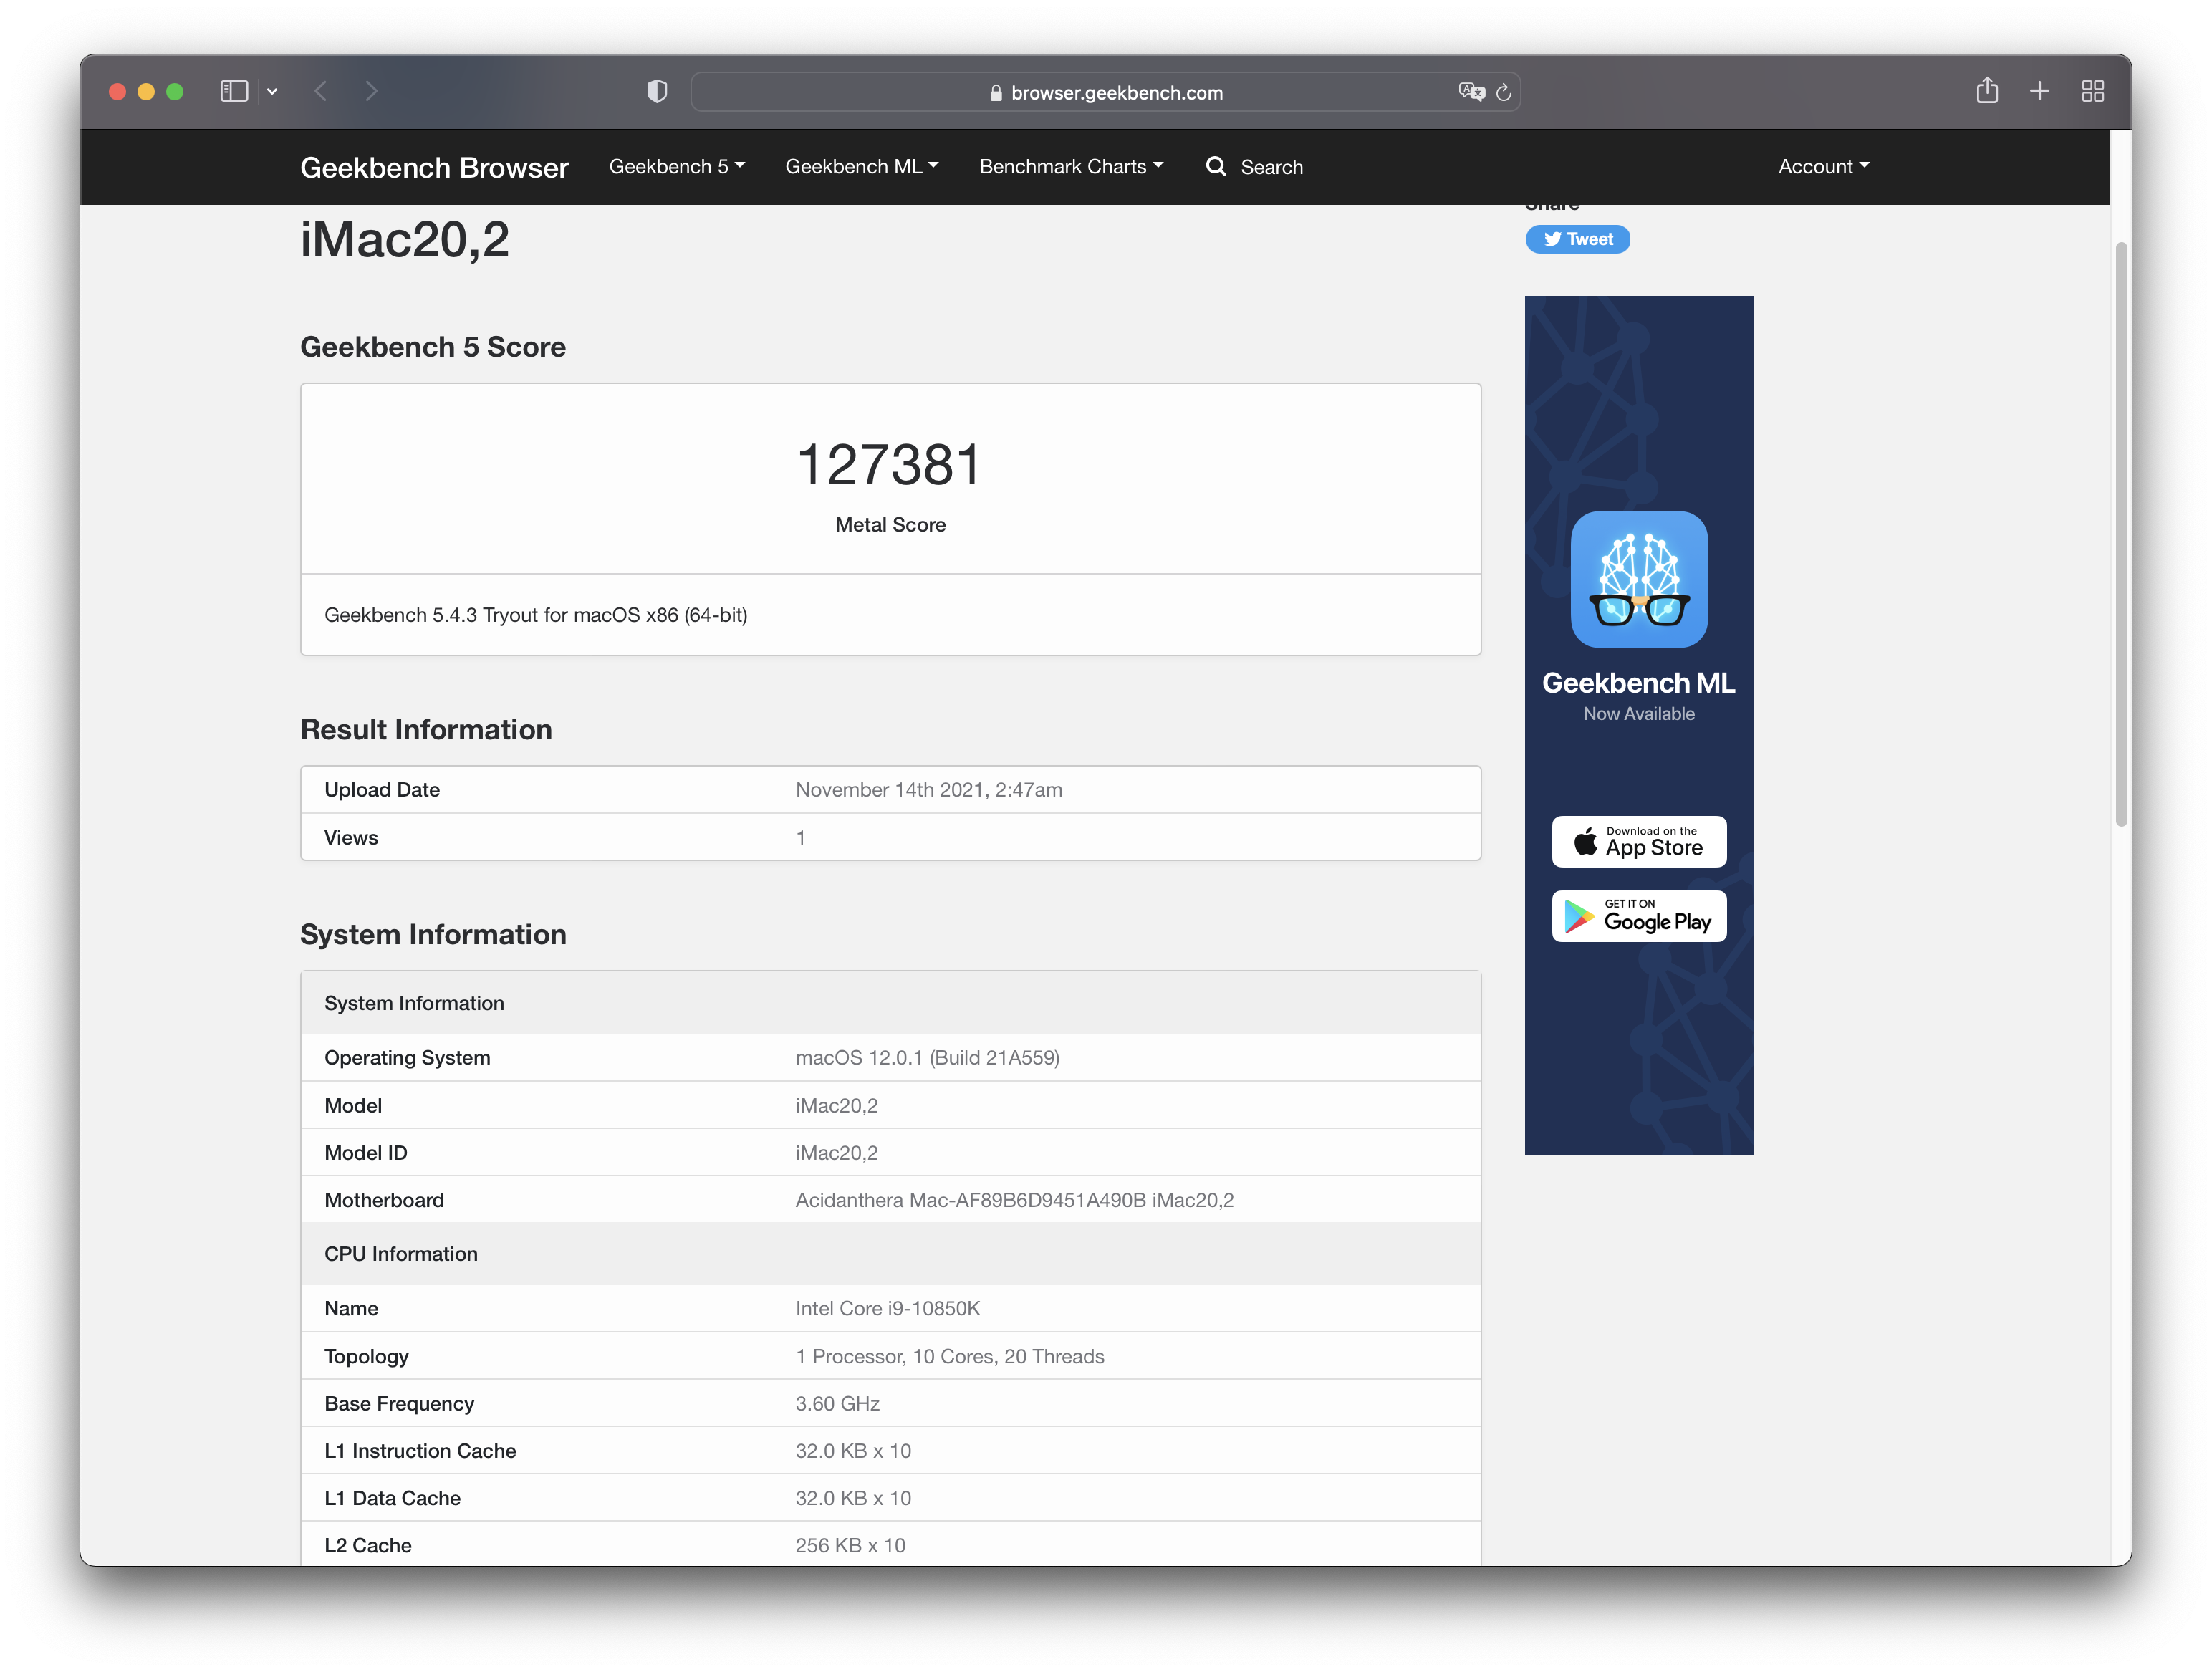 browser.geekbench.com
Geekbench Browser Geekbench 5 Geekbench ML Benchmark Charts Search Account
Share
iMac20,2
Tweet
Geekbench 5 Score
127381
Metal Score
Geekbench 5.4.3 Tryout for macOS x86 (64-bit)
Result Information
Upload Date November 14th 2021, 2:47am
Views 1
System Information
System Information
Operating System macOS 12.0.1 (Build 21A559)
Model iMac20,2
Model ID iMac20,2
Motherboard Acidanthera Mac-AF89B6D9451A490B iMac20,2
CPU Information
Name Intel Core i9-10850K
Topology 1 Processor, 10 Cores, 20 Threads
Base Frequency 3.60 GHz
L1 Instruction Cache 32.0 KB x 10
L1 Data Cache 32.0 KB x 10
L2 Cache 256 KB x 10
Geekbench ML
Now Available
Download on the
App Store
GET IT ON
Google Play